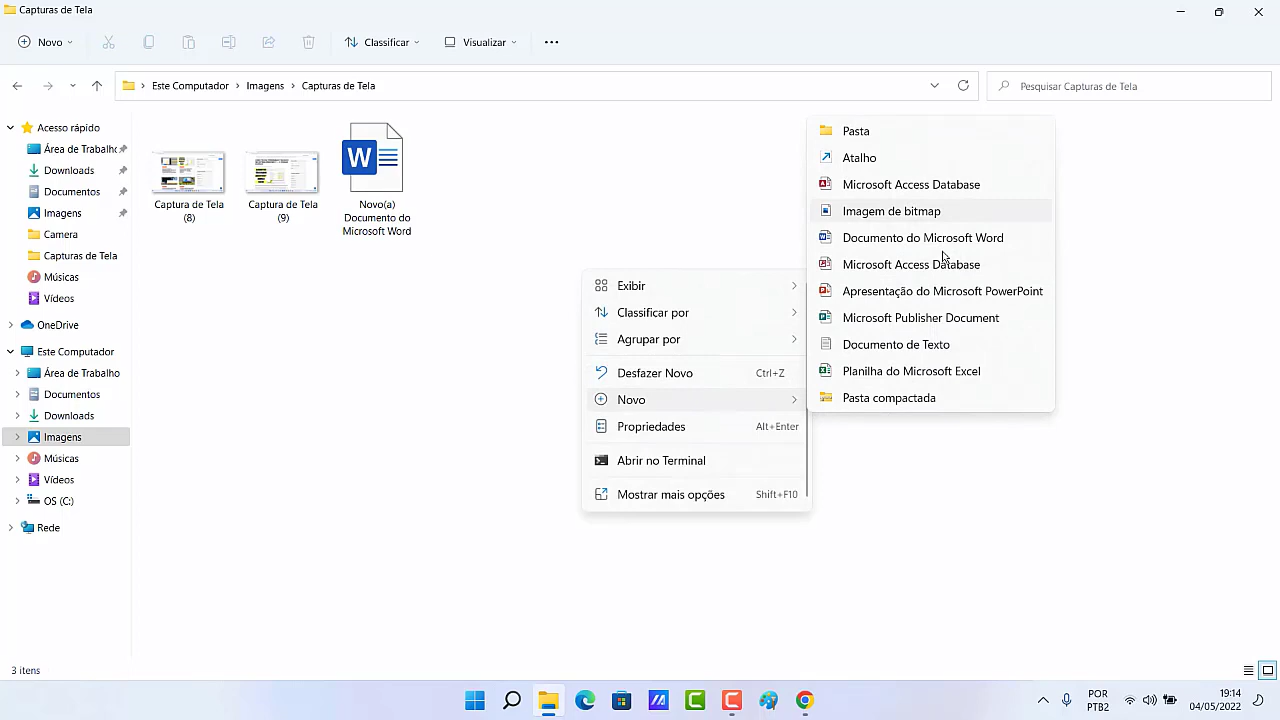 Capturas de Tela
Novo
Classificar
Visualizar
Este Computador
Imagens
Capturas de Tela
Pesquisar Capturas de Tela
Acesso rápido
Área de Trabalho
Downloads
Documentos
Imagens
Camera
Capturas de Tela
Músicas
Vídeos
OneDrive
Este Computador
Área de Trabalho
Documentos
Downloads
Imagens
Músicas
Vídeos
OS (C:)
Rede
Captura de Tela
(8)
Captura de Tela
(9)
W
Novo(a)
Documento do
Microsoft Word
Exibir
Classificar por
Agrupar por
Desfazer Novo Ctrl+Z
Novo
Propriedades Alt+Enter
Abrir no Terminal
Mostrar mais opções Shift+F10
Pasta
Atalho
Microsoft Access Database
Imagem de bitmap
Documento do Microsoft Word
Microsoft Access Database
Apresentação do Microsoft PowerPoint
Microsoft Publisher Document
Documento de Texto
Planilha do Microsoft Excel
Pasta compactada
3 itens
POR
PTB2
19:14
04/05/2022